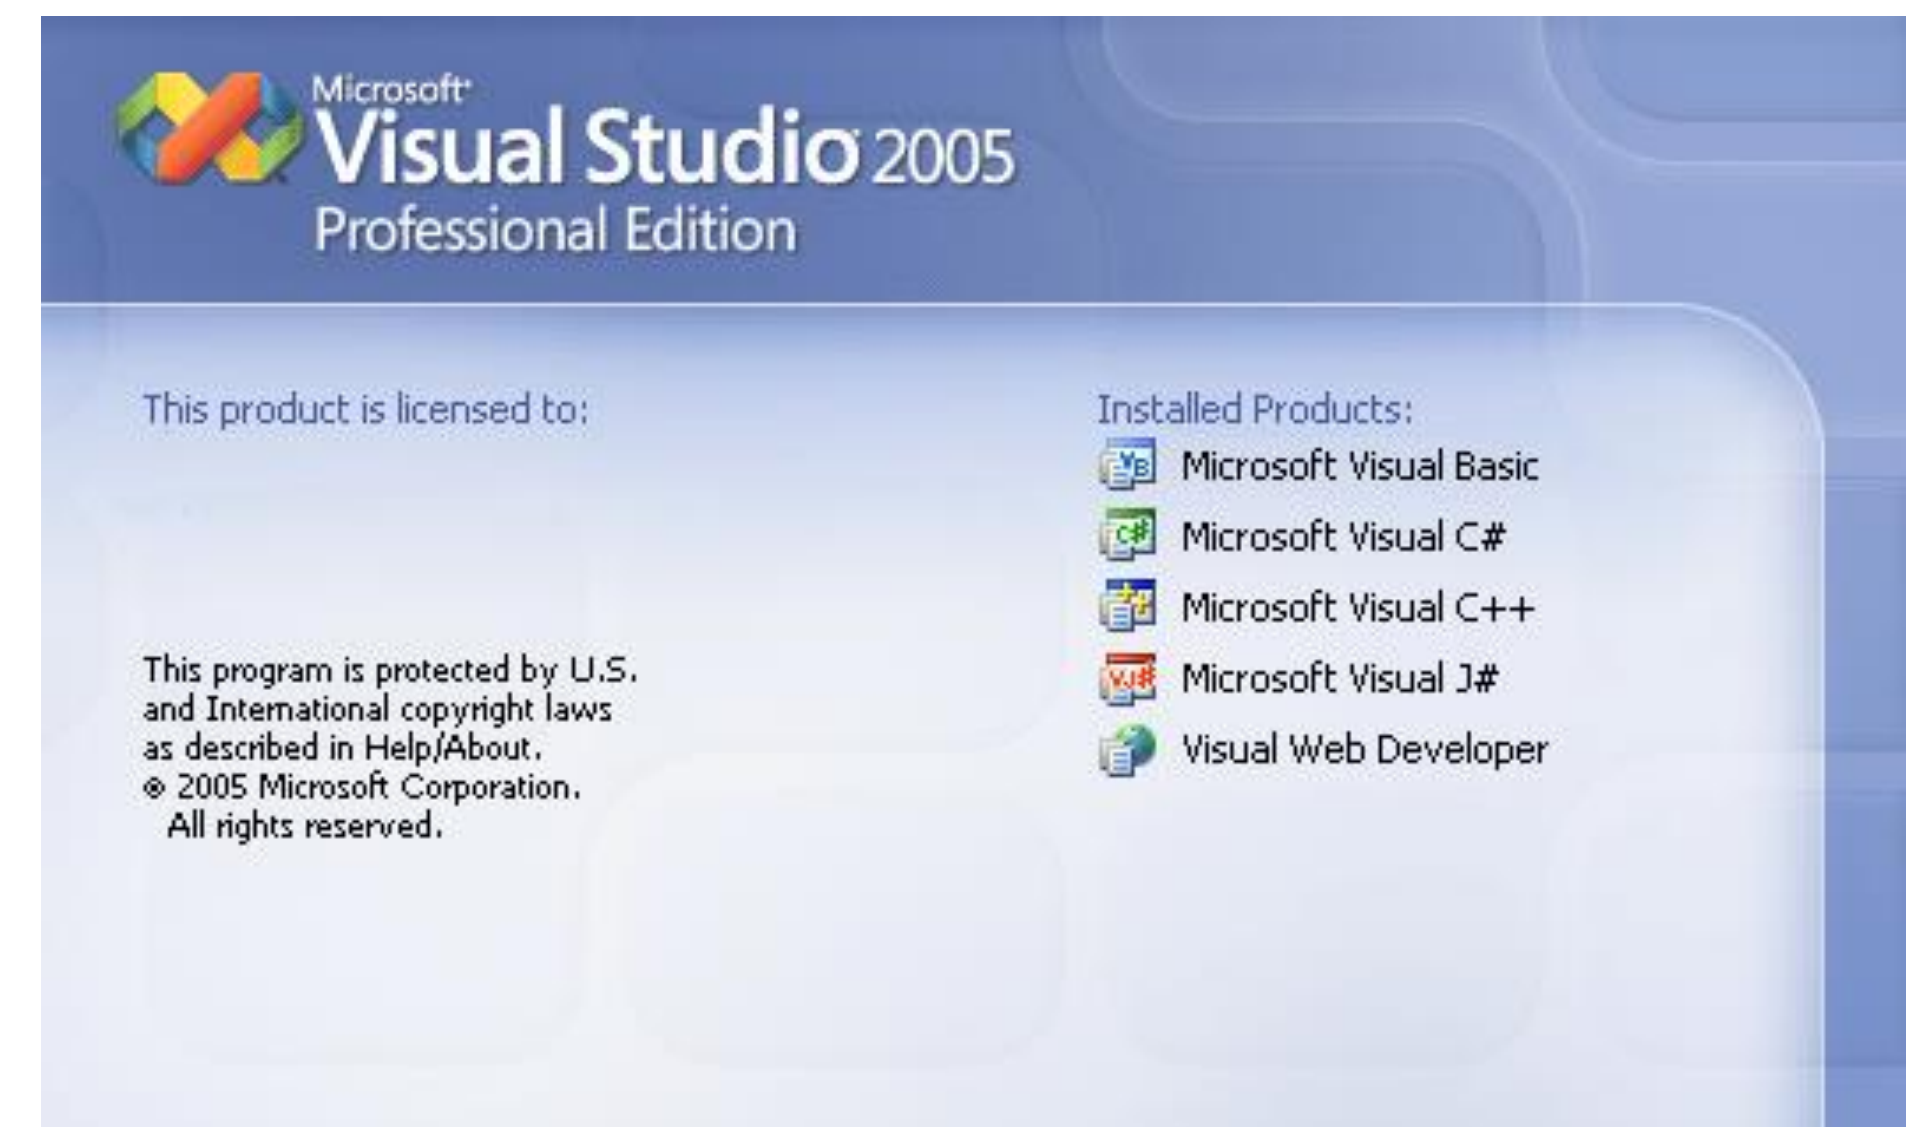 Microsoft
Visual Studio 2005
Professional Edition
This product is licensed to:
This program is protected by U.S.
and International copyright laws
as described in Help/About.
® 2005 Microsoft Corporation.
All rights reserved.
Installed Products:
Microsoft Visual Basic
Microsoft Visual C#
Microsoft Visual C++
Microsoft Visual J#
Visual Web Developer